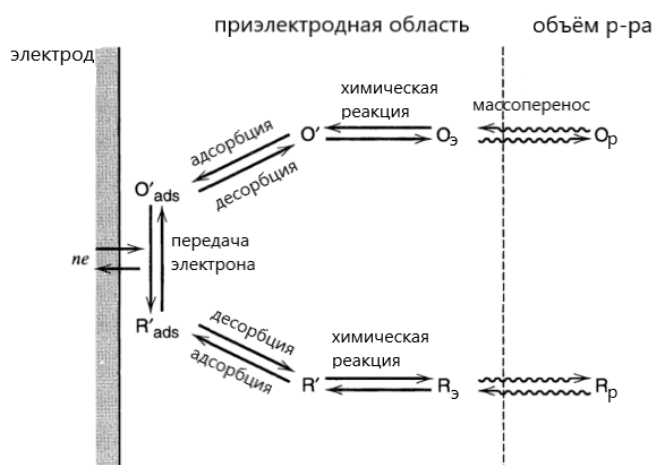 приэлектродная область
объём р-ра
электрод
химическая
реакция
массоперенос
адсорбция
десорбция
O'
Oэ
Oр
O'ads
передача
электрона
ne
R'ads
десорбция
адсорбция
химическая
реакция
R'
Rэ
Rр